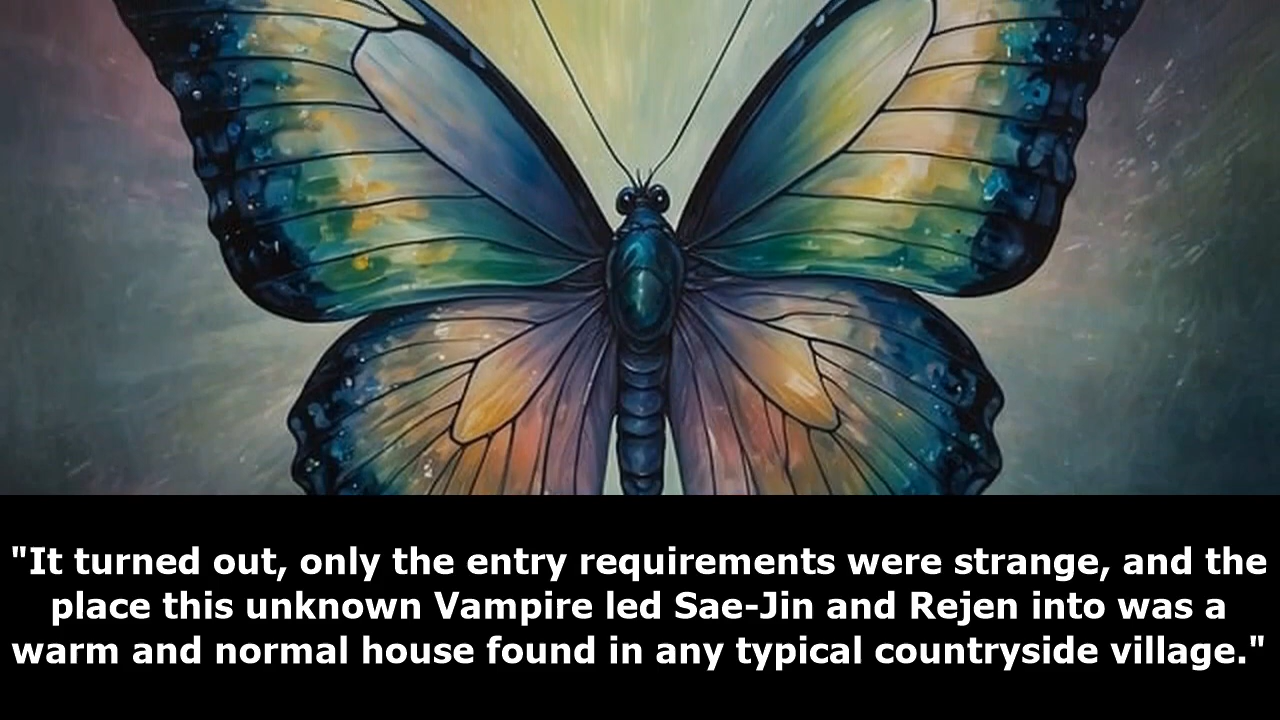 "It turned out, only the entry requirements were strange, and the
place this unknown Vampire led Sae-Jin and Rejen into was a
warm and normal house found in any typical countryside village."